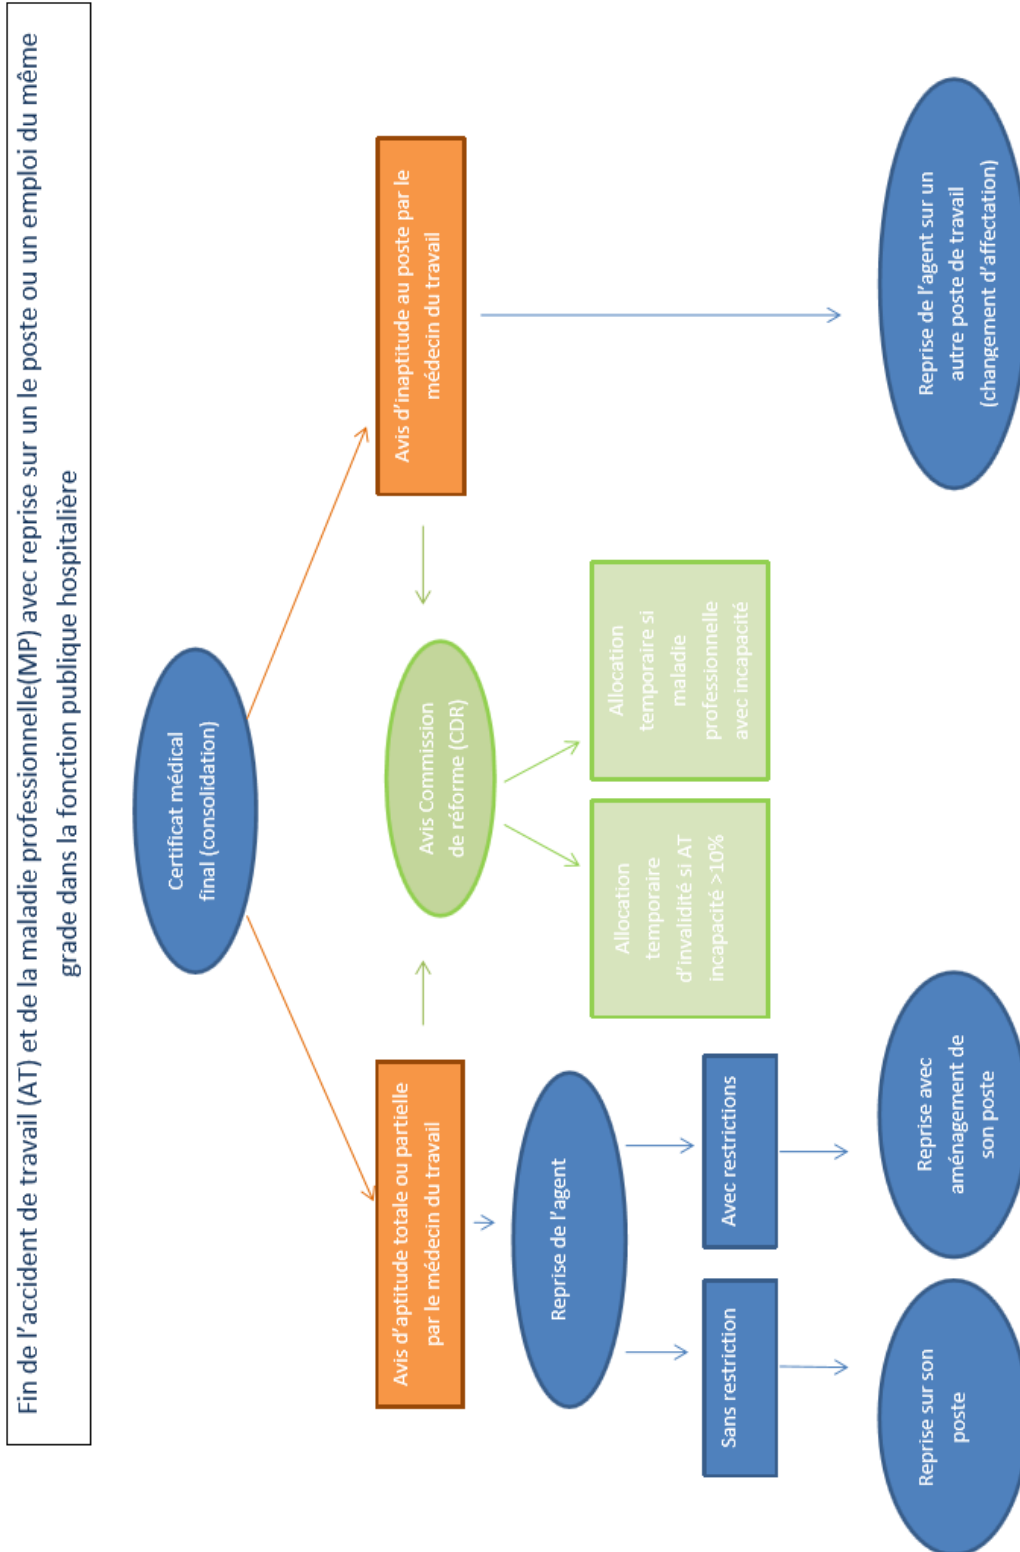 Fin de l'accident de travail (AT) et de la maladie professionnelle(MP) avec reprise sur un le poste ou un emploi du même
grade dans la fonction publique hospitalière
Certificat médical
final (consolidation)
Avis d'aptitude totale ou partielle
par le médecin du travail
Avis Commission
de réforme (CDR)
Avis d'inaptitude au poste par le
médecin du travail
Reprise de l'agent
Allocation
temporaire
d'invalidité si AT
incapacité >10%
Allocation
temporaire si
maladie
professionnelle
avec incapacité
Sans restriction
Avec restrictions
Reprise sur son
poste
Reprise avec
aménagement de
son poste
Reprise de l'agent sur un
autre poste de travail
(changement d'affectation)